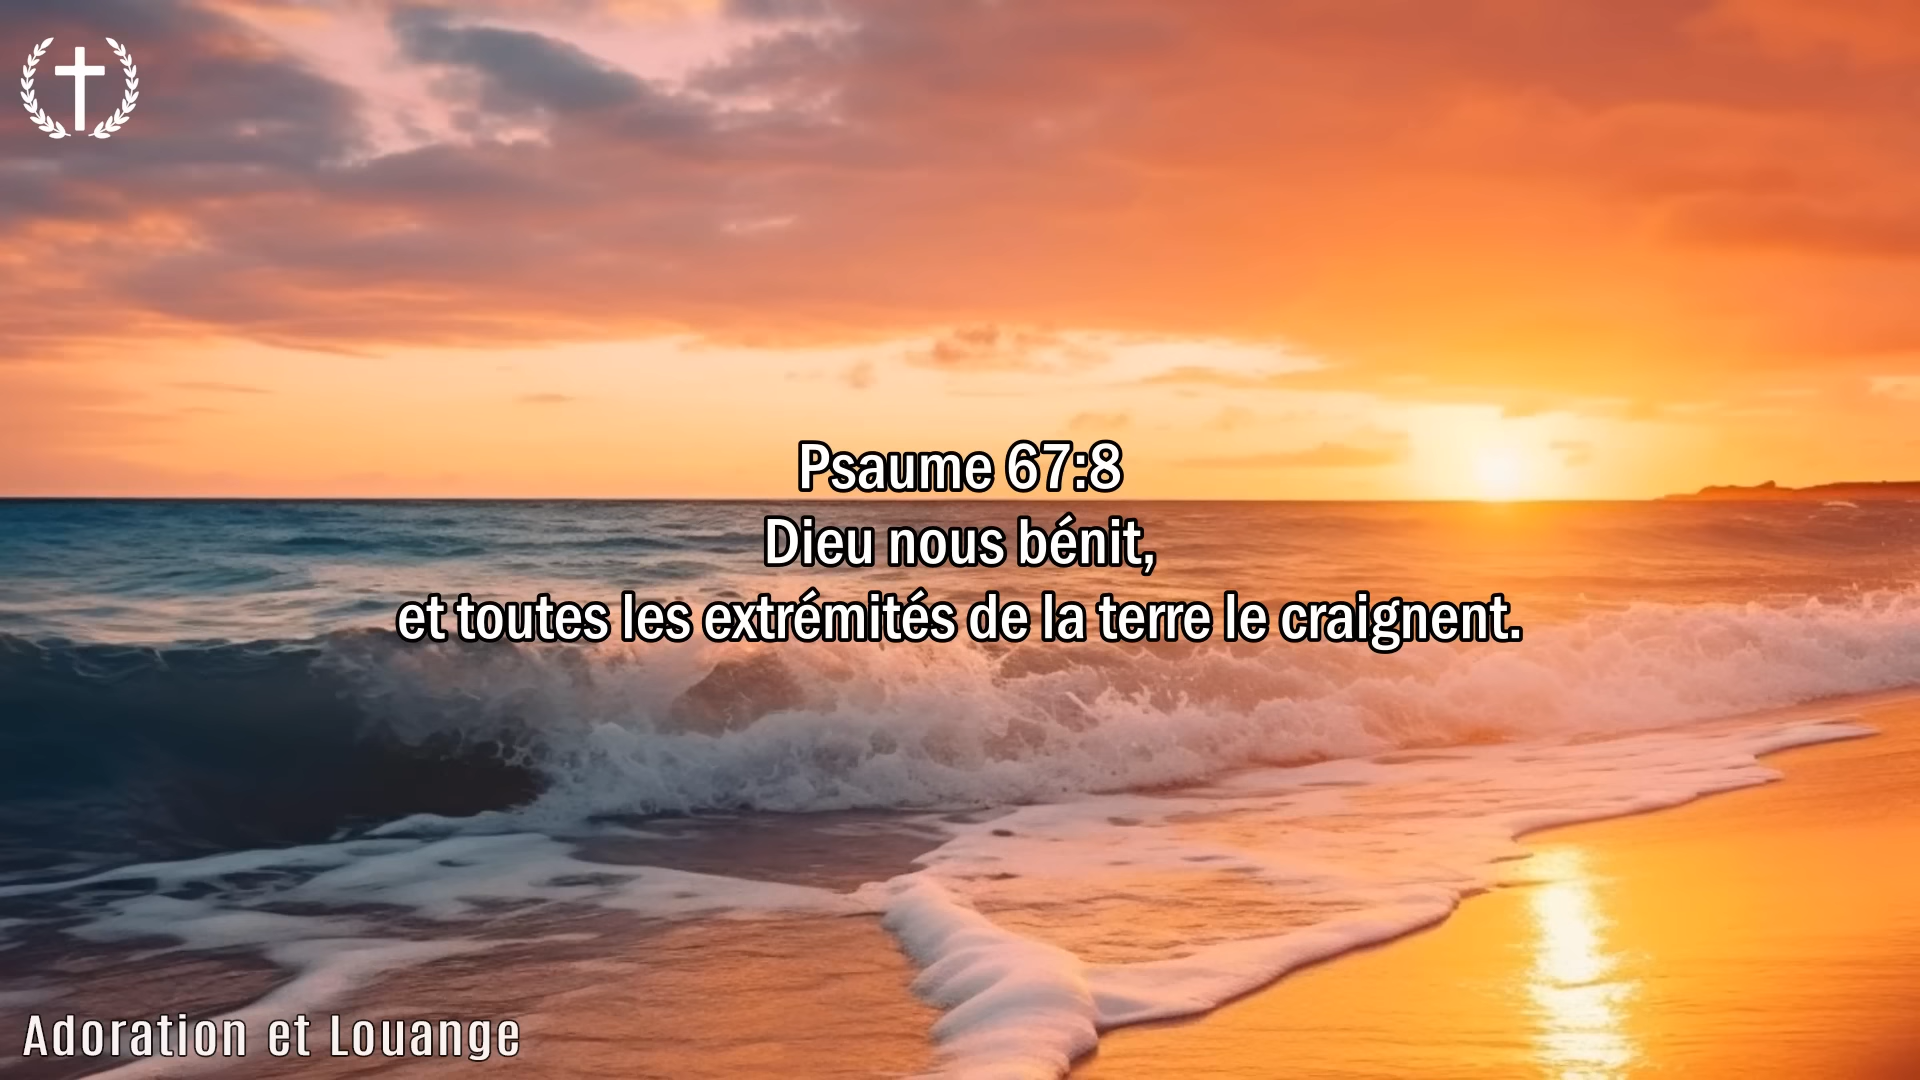 Psaume 67:8
Dieu nous bénit,
et toutes les extrémités de la terre le craignent.
Adoration et Louange